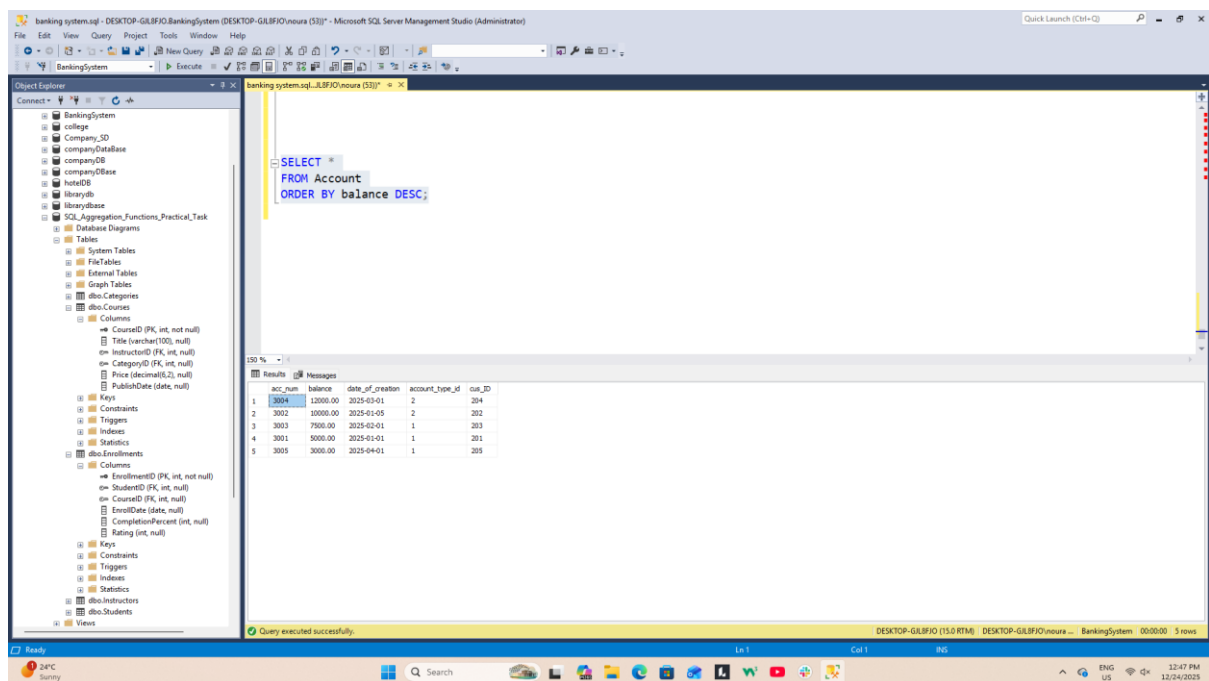 banking system.sql - DESKTOP-GJL8FJO.BankingSystem (DESKTOP-GJL8FJO\noura (53))* - Microsoft SQL Server Management Studio (Administrator)
Quick Launch (Ctrl+Q)
File Edit View Query Project Tools Window Help
New Query
BankingSystem
Execute
Object Explorer
banking system.sql...JL8FJO\noura (53))*
Connect
BankingSystem
college
Company_SD
companyDataBase
companyDB
companyDBase
hotelDB
librarydb
librarydbase
SQL_Aggregation_Functions_Practical_Task
Database Diagrams
Tables
System Tables
FileTables
External Tables
Graph Tables
dbo.Categories
dbo.Courses
Columns
CourseID (PK, int, not null)
Title (varchar(100), null)
InstructorID (FK, int, null)
CategoryID (FK, int, null)
Price (decimal(6,2), null)
PublishDate (date, null)
Keys
Constraints
Triggers
Indexes
Statistics
dbo.Enrollments
Columns
EnrollmentID (PK, int, not null)
StudentID (FK, int, null)
CourseID (FK, int, null)
EnrollDate (date, null)
CompletionPercent (int, null)
Rating (int, null)
Keys
Constraints
Triggers
Indexes
Statistics
dbo.Instructors
dbo.Students
Views
SELECT *
FROM Account
ORDER BY balance DESC;
150 %
Results Messages
acc_num balance date_of_creation account_type_id cus_ID
1 3004 12000.00 2025-03-01 2 204
2 3002 10000.00 2025-01-05 2 202
3 3003 7500.00 2025-02-01 1 203
4 3001 5000.00 2025-01-01 1 201
5 3005 3000.00 2025-04-01 1 205
Query executed successfully.
DESKTOP-GJL8FJO (15.0 RTM) DESKTOP-GJL8FJO\noura ... BankingSystem 00:00:00 5 rows
Ready
Ln 1 Col 1 INS
1
24°C
Sunny
Search
ENG
US
12:47 PM
12/24/2025